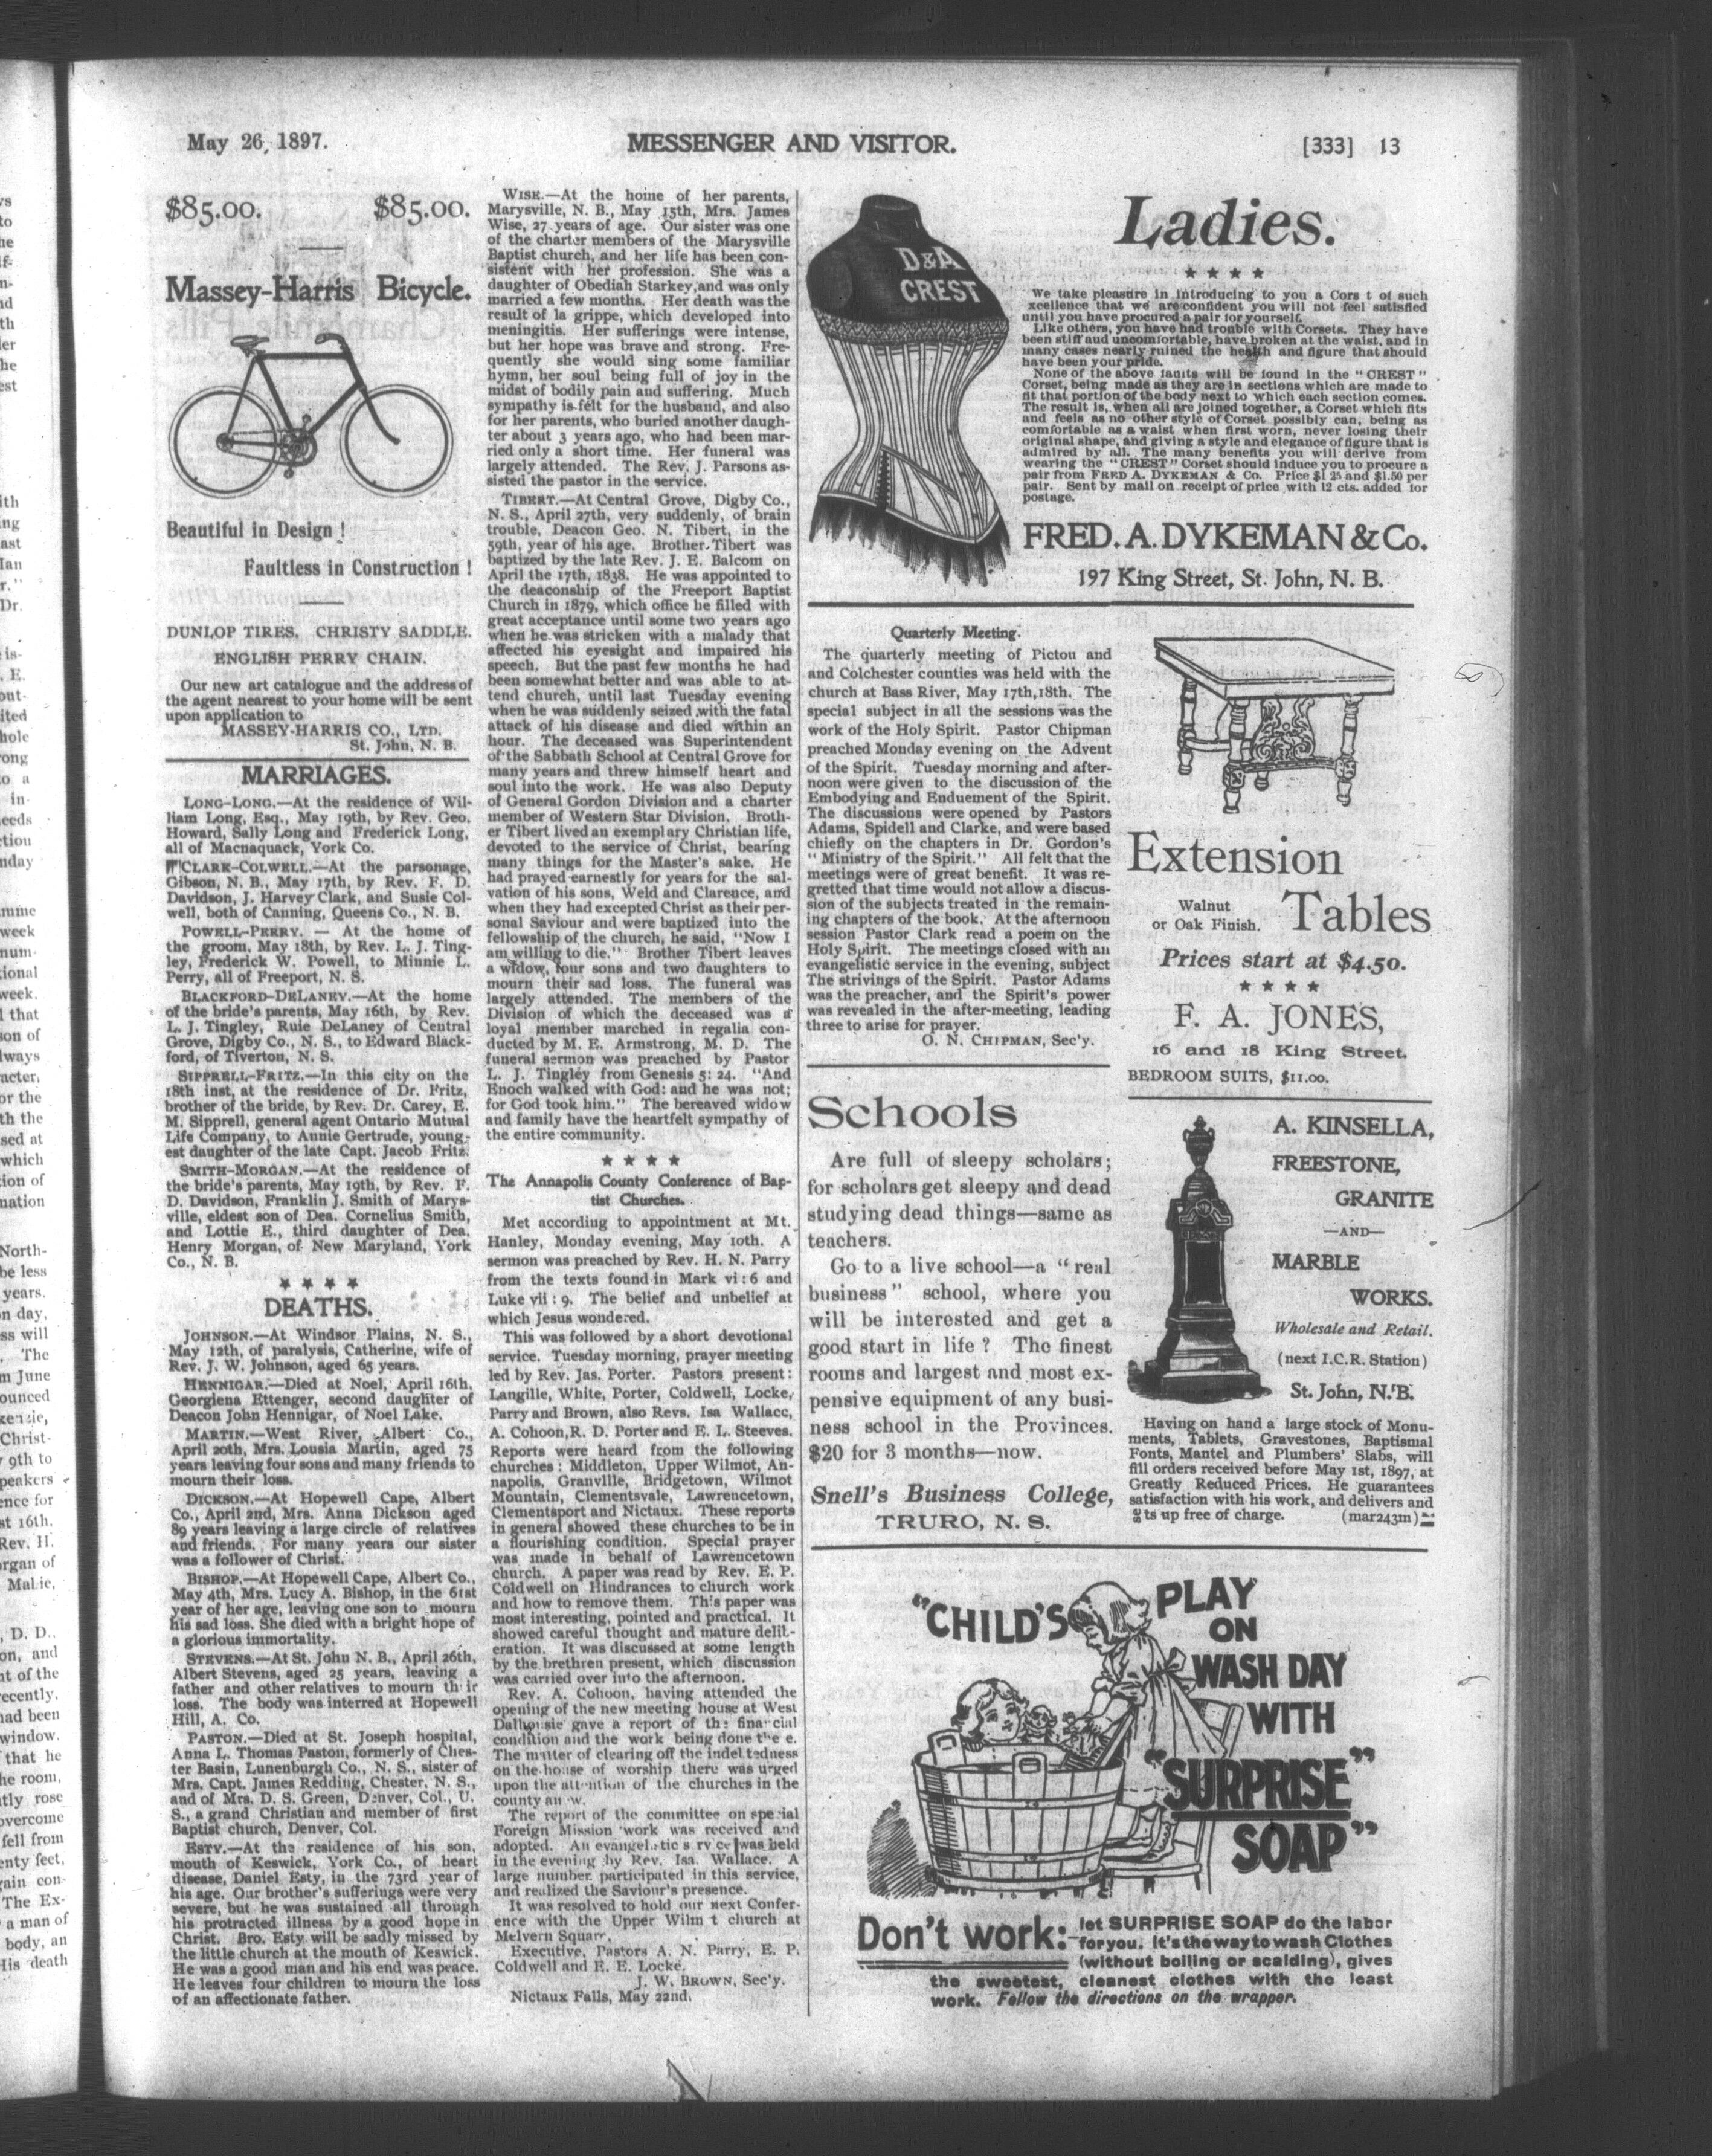 May 26, 1897.
MESSENGER AND VISITOR.
[333] 13
$85.00. $85.00.
Massey-Harris Bicycle.
Beautiful in Design !
Faultless in Construction !
DUNLOP TIRES. CHRISTY SADDLE.
ENGLISH PERRY CHAIN.
Our new art catalogue and the address of
the agent nearest to your home will be sent
upon application to
MASSEY-HARRIS CO., LTD.
St. John, N. B.
MARRIAGES.
LONG-LONG.—At the residence of Wil-
liam Long, Esq., May 19th, by Rev. Geo.
Howard, Sally Long and Frederick Long,
all of Macnaquack, York Co.
CLARK-COLWELL.—At the parsonage,
Gibson, N. B., May 17th, by Rev. F. D.
Davidson, J. Harvey Clark, and Susie Col-
well, both of Canning, Queens Co., N. B.
POWELL-PERRY. — At the home of
the groom, May 18th, by Rev. L. J. Ting-
ley, Frederick W. Powell, to Minnie L.
Perry, all of Freeport, N. S.
BLACKFORD-DELANEY.—At the home
of the bride's parents, May 16th, by Rev.
L. J. Tingley, Ruie DeLaney of Central
Grove, Digby Co., N. S., to Edward Black-
ford, of Tiverton, N. S.
SIPPRELL-FRITZ.—In this city on the
18th inst, at the residence of Dr. Fritz,
brother of the bride, by Rev. Dr. Carey, E.
M. Sipprell, general agent Ontario Mutual
Life Company, to Annie Gertrude, young-
est daughter of the late Capt. Jacob Fritz.
SMITH-MORGAN.—At the residence of
the bride's parents, May 19th, by Rev. F.
D. Davidson, Franklin J. Smith of Marys-
ville, eldest son of Dea. Cornelius Smith,
and Lottie E., third daughter of Dea.
Henry Morgan, of New Maryland, York
Co., N. B.
★ ★ ★ ★
DEATHS.
JOHNSON.—At Windsor Plains, N. S.,
May 12th, of paralysis, Catherine, wife of
Rev. J. W. Johnson, aged 65 years.
HENNIGAR.—Died at Noel, April 16th,
Georgiena Ettenger, second daughter of
Deacon John Hennigar, of Noel Lake.
MARTIN.—West River, Albert Co.,
April 20th, Mrs. Lousia Martin, aged 75
years leaving four sons and many friends to
mourn their loss.
DICKSON.—At Hopewell Cape, Albert
Co., April 2nd, Mrs. Anna Dickson aged
89 years leaving a large circle of relatives
and friends. For many years our sister
was a follower of Christ.
BISHOP.—At Hopewell Cape, Albert Co.,
May 4th, Mrs. Lucy A. Bishop, in the 61st
year of her age, leaving one son to mourn
his sad loss. She died with a bright hope of
a glorious immortality.
STEVENS.—At St. John N. B., April 26th,
Albert Stevens, aged 25 years, leaving a
father and other relatives to mourn th ir
loss. The body was interred at Hopewell
Hill, A. Co.
PASTON.—Died at St. Joseph hospital,
Anna L. Thomas Paston, formerly of Ches-
ter Basin, Lunenburgh Co., N. S., sister of
Mrs. Capt. James Redding, Chester, N. S.,
and of Mrs. D. S. Green, Denver, Col., U.
S., a grand Christian and member of first
Baptist church, Denver, Col.
ESTY.—At the residence of his son,
mouth of Keswick, York Co., of heart
disease, Daniel Esty, in the 73rd year of
his age. Our brother's sufferings were very
severe, but he was sustained all through
his protracted illness by a good hope in
Christ. Bro. Esty will be sadly missed by
the little church at the mouth of Keswick.
He was a good man and his end was peace.
He leaves four children to mourn the loss
of an affectionate father.
WISE.—At the home of her parents,
Marysville, N. B., May 15th, Mrs. James
Wise, 27 years of age. Our sister was one
of the charter members of the Marysville
Baptist church, and her life has been con-
sistent with her profession. She was a
daughter of Obediah Starkey,and was only
married a few months. Her death was the
result of la grippe, which developed into
meningitis. Her sufferings were intense,
but her hope was brave and strong. Fre-
quently she would sing some familiar
hymn, her soul being full of joy in the
midst of bodily pain and suffering. Much
sympathy is felt for the husband, and also
for her parents, who buried another daugh-
ter about 3 years ago, who had been mar-
ried only a short time. Her funeral was
largely attended. The Rev. J. Parsons as-
sisted the pastor in the service.
TIBERT.—At Central Grove, Digby Co.,
N. S., April 27th, very suddenly, of brain
trouble, Deacon Geo. N. Tibert, in the
59th, year of his age. Brother Tibert was
baptized by the late Rev. J. E. Balcom on
April the 17th, 1838. He was appointed to
the deaconship of the Freeport Baptist
Church in 1879, which office he filled with
great acceptance until some two years ago
when he was stricken with a malady that
affected his eyesight and impaired his
speech. But the past few months he had
been somewhat better and was able to at-
tend church, until last Tuesday evening
when he was suddenly seized with the fatal
attack of his disease and died within an
hour. The deceased was Superintendent
of the Sabbath School at Central Grove for
many years and threw himself heart and
soul into the work. He was also Deputy
of General Gordon Division and a charter
member of Western Star Division. Broth-
er Tibert lived an exemplary Christian life,
devoted to the service of Christ, bearing
many things for the Master's sake. He
had prayed earnestly for years for the sal-
vation of his sons, Weld and Clarence, and
when they had excepted Christ as their per-
sonal Saviour and were baptized into the
fellowship of the church, he said, "Now I
am willing to die." Brother Tibert leaves
a widow, four sons and two daughters to
mourn their sad loss. The funeral was
largely attended. The members of the
Division of which the deceased was a
loyal member marched in regalia con-
ducted by M. E. Armstrong, M. D. The
funeral sermon was preached by Pastor
L. J. Tingley from Genesis 5: 24. "And
Enoch walked with God: and he was not;
for God took him." The bereaved widow
and family have the heartfelt sympathy of
the entire community.
★ ★ ★ ★
The Annapolis County Conference of Bap-
tist Churches.
Met according to appointment at Mt.
Hanley, Monday evening, May 10th. A
sermon was preached by Rev. H. N. Parry
from the texts found in Mark vi : 6 and
Luke vii : 9. The belief and unbelief at
which Jesus wondered.
This was followed by a short devotional
service. Tuesday morning, prayer meeting
led by Rev. Jas. Porter. Pastors present:
Langille, White, Porter, Coldwell, Locke,
Parry and Brown, also Revs. Isa Wallace,
A. Cohoon, R. D. Porter and E. L. Steeves.
Reports were heard from the following
churches : Middleton, Upper Wilmot, An-
napolis, Granville, Bridgetown, Wilmot
Mountain, Clementsvale, Lawrencetown,
Clementsport and Nictaux. These reports
in general showed these churches to be in
a flourishing condition. Special prayer
was made in behalf of Lawrencetown
church. A paper was read by Rev. E. P.
Coldwell on Hindrances to church work
and how to remove them. This paper was
most interesting, pointed and practical. It
showed careful thought and mature delib-
eration. It was discussed at some length
by the brethren present, which discussion
was carried over into the afternoon.
Rev. A. Cohoon, having attended the
opening of the new meeting house at West
Dalhousie gave a report of the financial
condition and the work being done the e.
The matter of clearing off the indebtedness
on the house of worship there was urged
upon the attention of the churches in the
county
The report of the committee on special
Foreign Mission work was received and
adopted. An evangelistic s rv ce was held
in the evening by Rev. Isa. Wallace. A
large number participated in this service,
and realized the Saviour's presence.
It was resolved to hold our next Confer-
ence with the Upper Wilm t church at
Melvern Square.
Executive, Pastors A. N. Parry, E. P.
Coldwell and E. E. Locke.
J. W. BROWN, Sec'y.
Nictaux Falls, May 22nd.
D & A
CREST
Ladies.
★ ★ ★ ★
We take pleasure in introducing to you a Cors t of such
xcellence that we are confident you will not feel satisfied
until you have procured a pair for yourself.
Like others, you have had trouble with Corsets. They have
been stiff aud uncomfortable, have broken at the waist, and in
many cases nearly ruined the health and figure that should
have been your pride.
None of the above faults will be found in the "CREST"
Corset, being made as they are in sections which are made to
fit that portion of the body next to which each section comes.
The result is, when all are joined together, a Corset which fits
and feels as no other style of Corset possibly can, being as
comfortable as a waist when first worn, never losing their
original shape, and giving a style and elegance of figure that is
admired by all. The many benefits you will derive from
wearing the "CREST" Corset should induce you to procure a
pair from FRED A. DYKEMAN & CO. Price $1 25 and $1.50 per
pair. Sent by mail on receipt of price with 12 cts. added for
postage.
FRED. A. DYKEMAN & Co.
197 King Street, St. John, N. B.
Quarterly Meeting.
The quarterly meeting of Pictou and
and Colchester counties was held with the
church at Bass River, May 17th,18th. The
special subject in all the sessions was the
work of the Holy Spirit. Pastor Chipman
preached Monday evening on the Advent
of the Spirit. Tuesday morning and after-
noon were given to the discussion of the
Embodying and Enduement of the Spirit.
The discussions were opened by Pastors
Adams, Spidell and Clarke, and were based
chiefly on the chapters in Dr. Gordon's
"Ministry of the Spirit." All felt that the
meetings were of great benefit. It was re-
gretted that time would not allow a discus-
sion of the subjects treated in the remain-
ing chapters of the book. At the afternoon
session Pastor Clark read a poem on the
Holy Spirit. The meetings closed with an
evangelistic service in the evening, subject
The strivings of the Spirit. Pastor Adams
was the preacher, and the Spirit's power
was revealed in the after-meeting, leading
three to arise for prayer.
O. N. CHIPMAN, Sec'y.
Schools
Are full of sleepy scholars;
for scholars get sleepy and dead
studying dead things—same as
teachers.
Go to a live school—a "real
business" school, where you
will be interested and get a
good start in life ? The finest
rooms and largest and most ex-
pensive equipment of any busi-
ness school in the Provinces.
$20 for 3 months—now.
Snell's Business College,
TRURO, N. S.
Extension
Walnut
or Oak Finish.
Tables
Prices start at $4.50.
★ ★ ★ ★
F. A. JONES,
16 and 18 King Street.
BEDROOM SUITS, $11.00.
A. KINSELLA,
FREESTONE,
GRANITE
—AND—
MARBLE
WORKS.
Wholesale and Retail.
(next I.C.R. Station)
St. John, N. B.
Having on hand a large stock of Monu-
ments, Tablets, Gravestones, Baptismal
Fonts, Mantel and Plumbers' Slabs, will
fill orders received before May 1st, 1897, at
Greatly Reduced Prices. He guarantees
satisfaction with his work, and delivers and
ts up free of charge. (mar243m)
"CHILD'S PLAY
ON
WASH DAY
WITH
"SURPRISE"
SOAP"
Don't work: let SURPRISE SOAP do the labor
for you. It's the way to wash Clothes
(without boiling or scalding), gives
the sweetest, cleanest clothes with the least
work. Follow the directions on the wrapper.